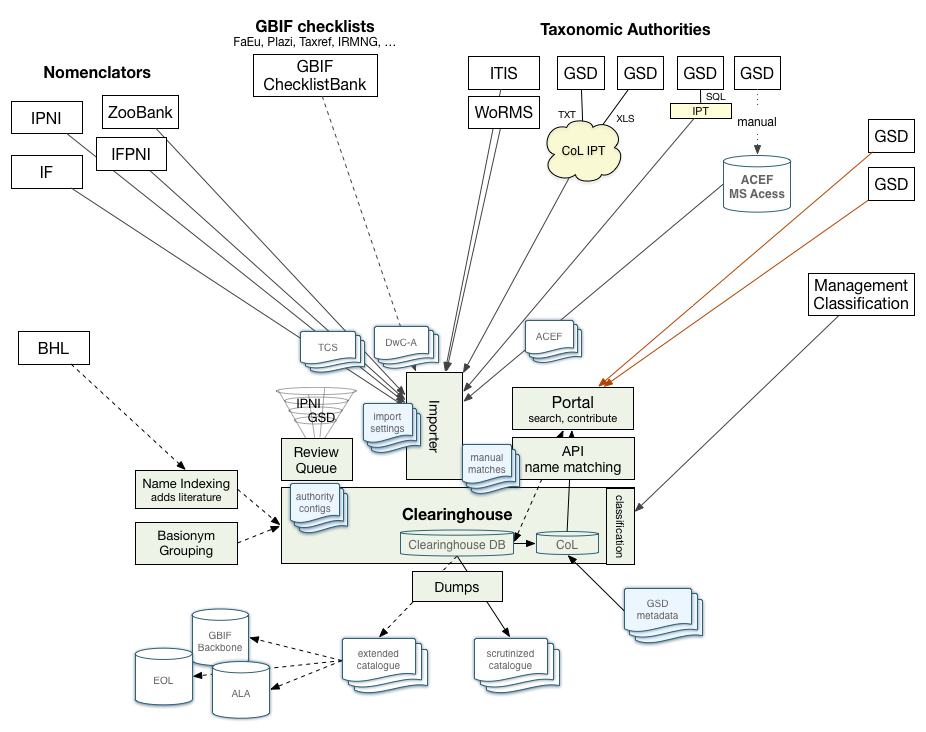 GBIF checklists
FaEu, Plazi, Taxref, IRMNG, …
Taxonomic Authorities
Nomenclators
GBIF
ChecklistBank
ITIS
GSD
GSD
GSD
GSD
IPNI
ZooBank
WoRMS
TXT
XLS
SQL
IPT
manual
GSD
IFPNI
CoL IPT
IF
ACEF
MS Acess
GSD
Management
Classification
BHL
TCS
DwC-A
ACEF
IPNI
GSD
import
settings
Importer
Portal
search, contribute
Review
Queue
manual
matches
API
name matching
Name Indexing
adds literature
authority
configs
Clearinghouse
classification
Basionym
Grouping
Clearinghouse DB
CoL
Dumps
GSD
metadata
GBIF
Backbone
extended
catalogue
scrutinized
catalogue
EOL
ALA